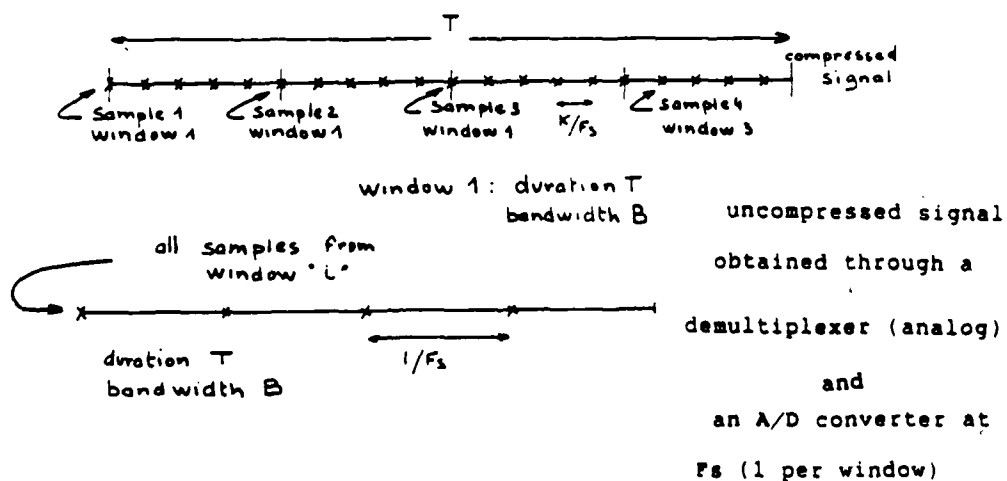 T
compressed
signal
Sample 1
window 1
Sample 2
window 1
Sample 3
window 1
K/Fs
Sample 4
window 3
window 1: duration T
bandwidth B
uncompressed signal
obtained through a
demultiplexer (analog)
and
an A/D converter at
Fs (1 per window)
all samples from
window "i"
1/Fs
duration T
bandwidth B